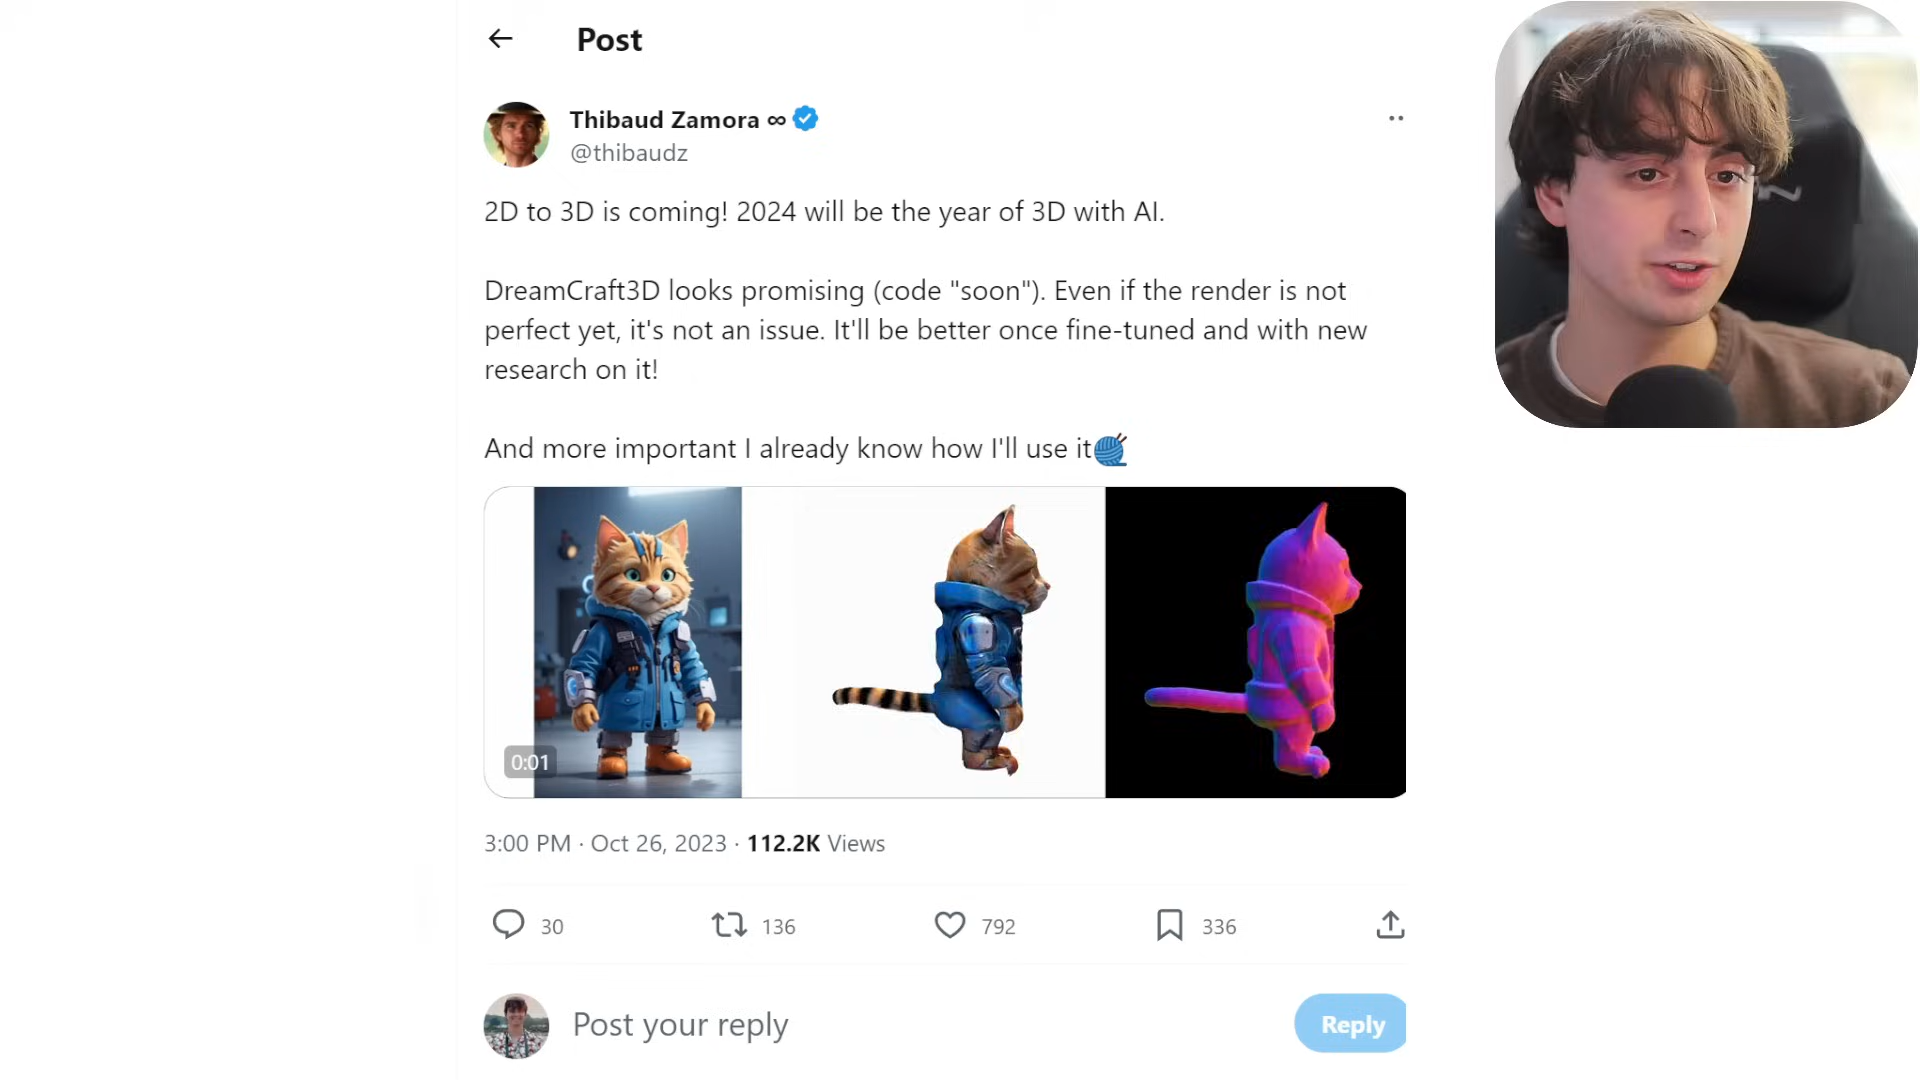 Post
Thibaud Zamora ∞
@thibaudz
2D to 3D is coming! 2024 will be the year of 3D with AI.
DreamCraft3D looks promising (code "soon"). Even if the render is not
perfect yet, it's not an issue. It'll be better once fine-tuned and with new
research on it!
And more important I already know how I'll use it🧶
0:01
3:00 PM · Oct 26, 2023 · 112.2K Views
30 136 792 336
Post your reply
Reply